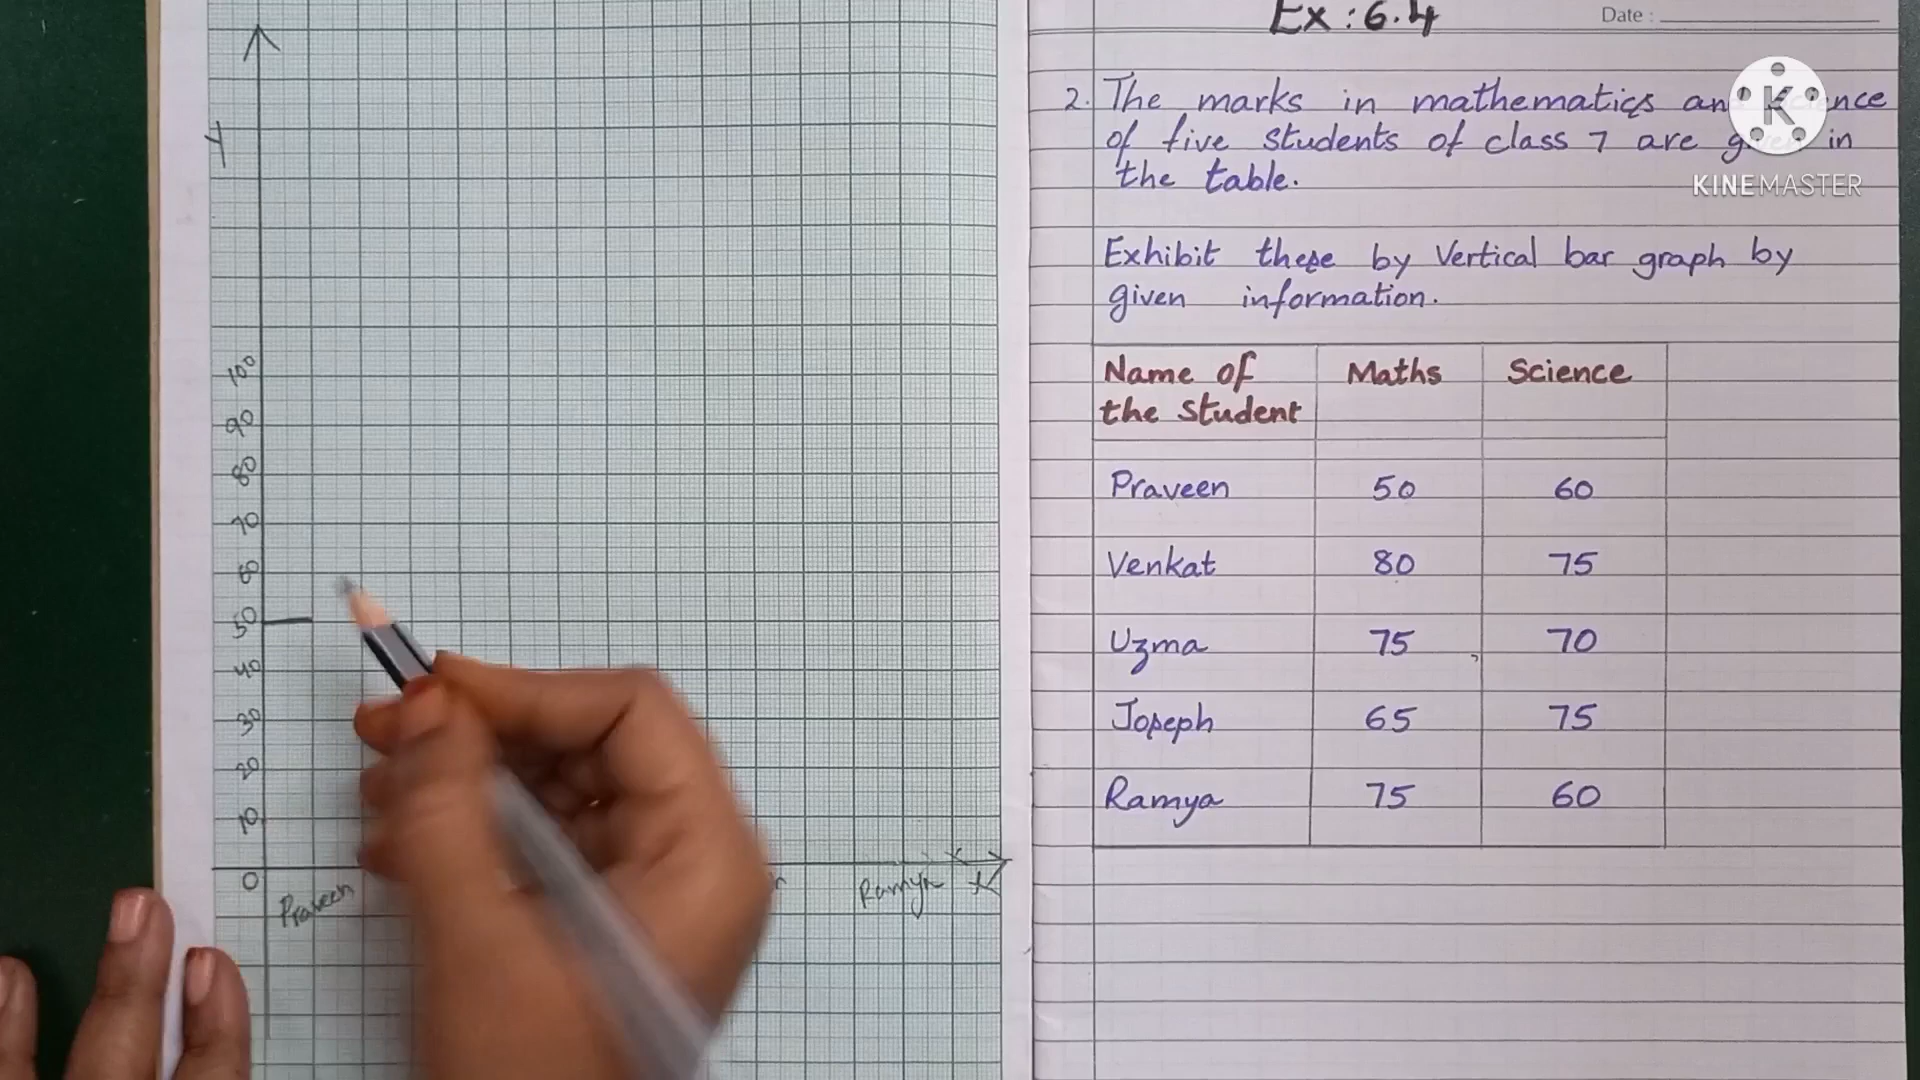 Y
100
90
80
70
60
50
40
30
20
10
0
Praveen
Ramya
X
Ex : 6.4
Date :
2. The marks in mathematics
of five students of class 7 are in
the table.
KINEMASTER
Exhibit these by Vertical bar graph by
given information.
Name of Maths Science
the student
Praveen 50 60
Venkat 80 75
Uzma 75 70
Joseph 65 75
Ramya 75 60